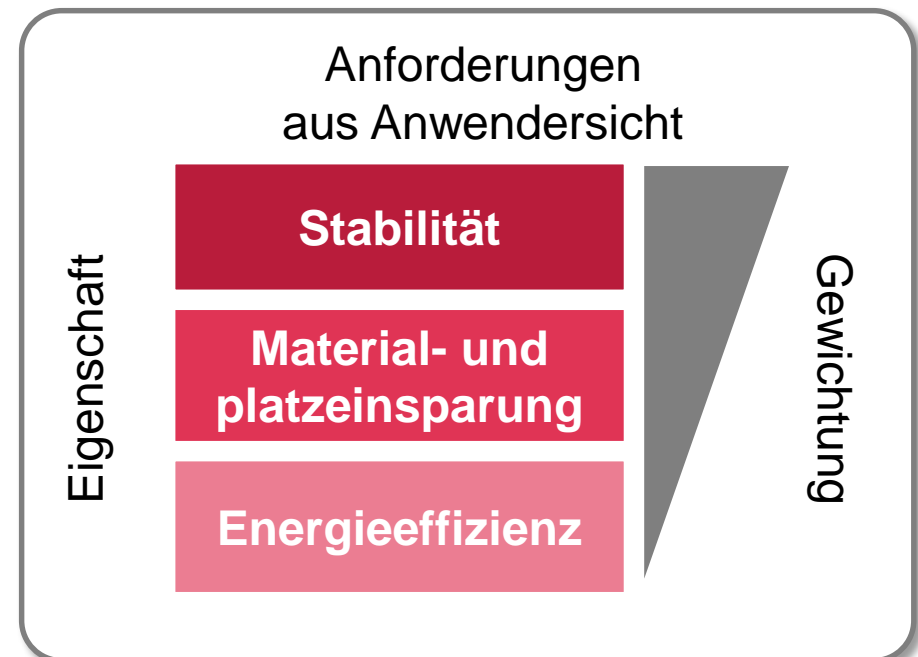 Anforderungen
aus Anwendersicht
Eigenschaft
Stabilität
Material- und
platzeinsparung
Energieeffizienz
Gewichtung